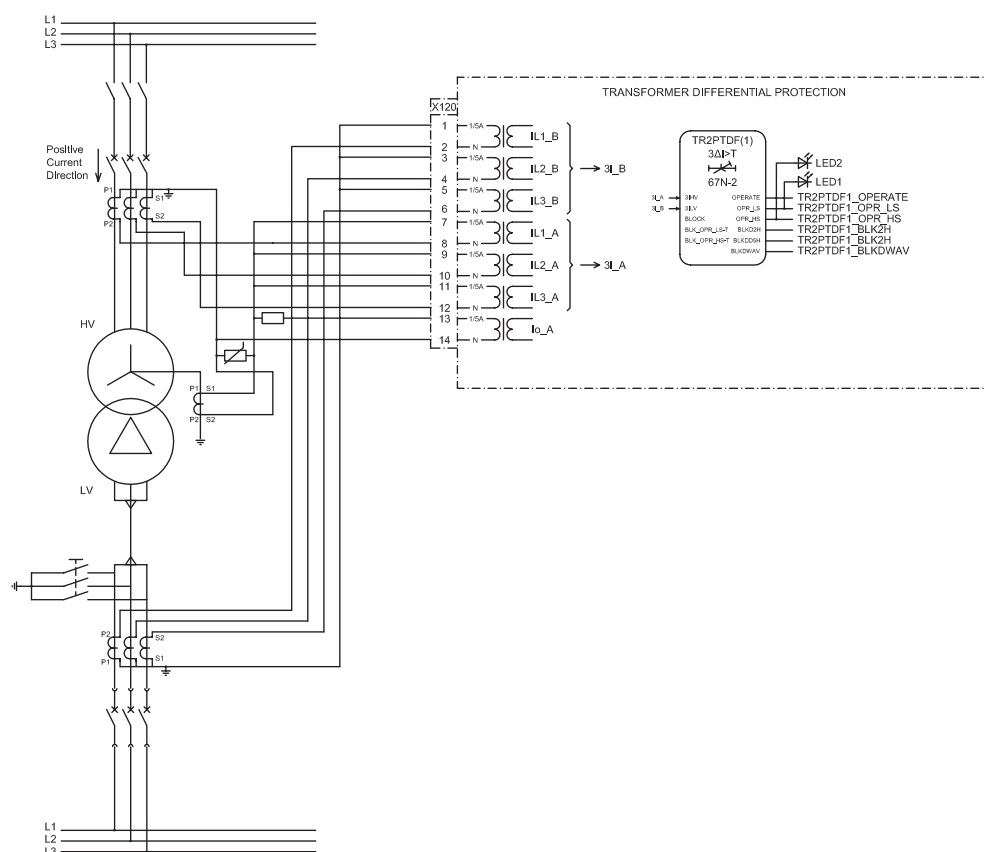 L1
L2
L3
TRANSFORMER DIFFERENTIAL PROTECTION
X120
1 1/5A IL1_B
2 N
3 1/5A IL2_B
4 N
5 1/5A IL3_B
6 N
3I_B
7 1/5A IL1_A
8 N
9 1/5A IL2_A
10 N
11 1/5A IL3_A
12 N
3I_A
13 1/5A Io_A
14 N
TR2PTDF(1)
3ΔI>T
67N-2
3I_A 3IHV OPERATE
3I_B 3ILV OPR_LS
BLOCK OPR_HS
BLK_OPR_LS-T BLKD2H
BLK_OPR_HS-T BLKDD5H
BLKDWAV
LED2
LED1
TR2PTDF1_OPERATE
TR2PTDF1_OPR_LS
TR2PTDF1_OPR_HS
TR2PTDF1_BLK2H
TR2PTDF1_BLK2H
TR2PTDF1_BLKDWAV
Positive
Current
Direction
P1 S1
P2 S2
HV
P1 S1
P2 S2
LV
P2 S2
P1 S1
L1
L2
L3